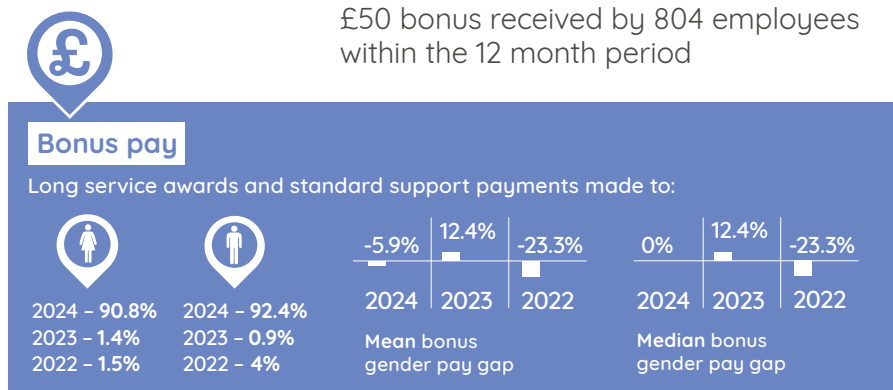 £50 bonus received by 804 employees
within the 12 month period
£
Bonus pay
Long service awards and standard support payments made to:
2024 – 90.8%
2023 – 1.4%
2022 – 1.5%
2024 – 92.4%
2023 – 0.9%
2022 – 4%
-5.9% 12.4% -23.3%
2024 2023 2022
Mean bonus
gender pay gap
0% 12.4% -23.3%
2024 2023 2022
Median bonus
gender pay gap